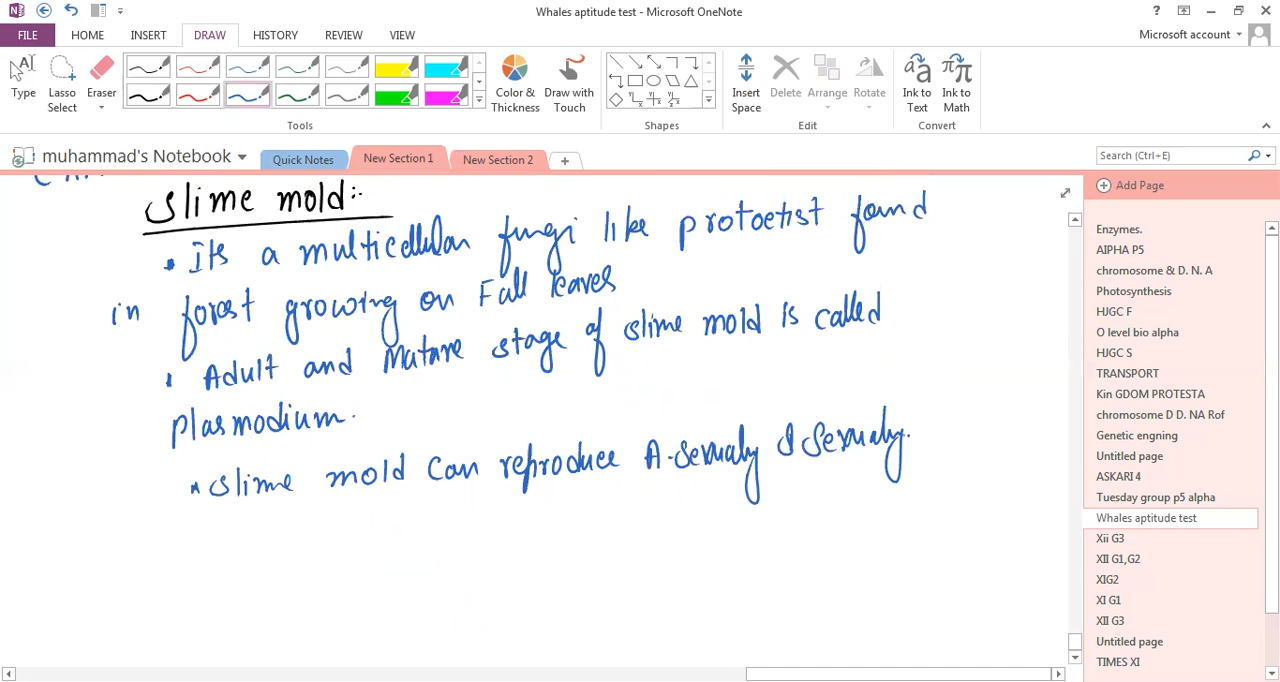 Whales aptitude test - Microsoft OneNote
?
FILE HOME INSERT DRAW HISTORY REVIEW VIEW
Microsoft account
Type
Lasso Select
Eraser
Color & Thickness
Draw with Touch
Insert Space
Delete
Arrange
Rotate
Ink to Text
Ink to Math
Tools
Shapes
Edit
Convert
muhammad's Notebook
Quick Notes
New Section 1
New Section 2
Search (Ctrl+E)
Slime mold:-
• Its a multicellular fungi like protoctist found
in forest growing on Fall leaves
• Adult and Mature stage of slime mold is called
plasmodium.
• Slime mold can reproduce A-sexualy & Sexualy.
Add Page
Enzymes.
AlPHA P5
chromosome & D. N. A
Photosynthesis
HJGC F
O level bio alpha
HJGC S
TRANSPORT
Kin GDOM PROTESTA
chromosome D D. NA Rof
Genetic engning
Untitled page
ASKARI 4
Tuesday group p5 alpha
Whales aptitude test
Xii G3
XII G1,G2
XIG2
XI G1
XII G3
Untitled page
TIMES XI